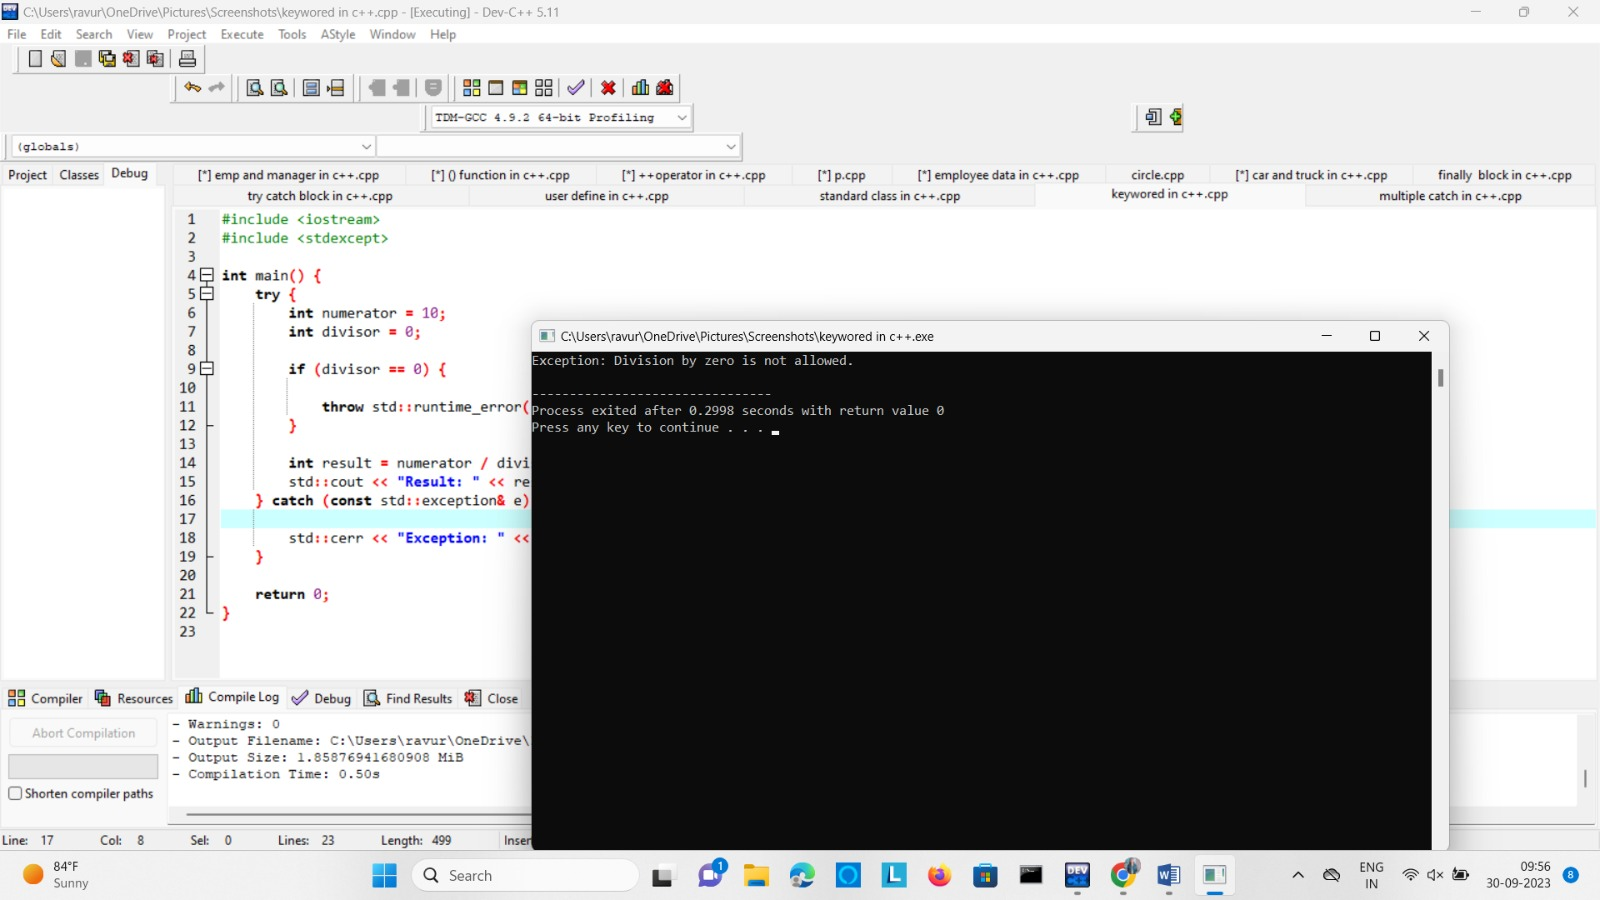 C:\Users\ravur\OneDrive\Pictures\Screenshots\keywored in c++.cpp - [Executing] - Dev-C++ 5.11
File Edit Search View Project Execute Tools AStyle Window Help
TDM-GCC 4.9.2 64-bit Profiling
(globals)
Project Classes Debug
[*] emp and manager in c++.cpp [*] () function in c++.cpp [*] ++operator in c++.cpp [*] p.cpp [*] employee data in c++.cpp circle.cpp [*] car and truck in c++.cpp finally block in c++.cpp
try catch block in c++.cpp user define in c++.cpp standard class in c++.cpp keywored in c++.cpp multiple catch in c++.cpp
1 #include <iostream>
2 #include <stdexcept>
3
4 int main() {
5 try {
6 int numerator = 10;
7 int divisor = 0;
8
9 if (divisor == 0) {
10
11 throw std::runtime_error(
12 }
13
14 int result = numerator / divi
15 std::cout << "Result: " << re
16 } catch (const std::exception& e)
17
18 std::cerr << "Exception: " <<
19 }
20
21 return 0;
22 }
23
C:\Users\ravur\OneDrive\Pictures\Screenshots\keywored in c++.exe
Exception: Division by zero is not allowed.
--------------------------------
Process exited after 0.2998 seconds with return value 0
Press any key to continue . . .
Compiler Resources Compile Log Debug Find Results Close
Abort Compilation
Shorten compiler paths
- Warnings: 0
- Output Filename: C:\Users\ravur\OneDrive\
- Output Size: 1.85876941680908 MiB
- Compilation Time: 0.50s
Line: 17 Col: 8 Sel: 0 Lines: 23 Length: 499 Inser
84°F
Sunny
Search
1
DEV
L
W
ENG
IN
09:56
30-09-2023
8